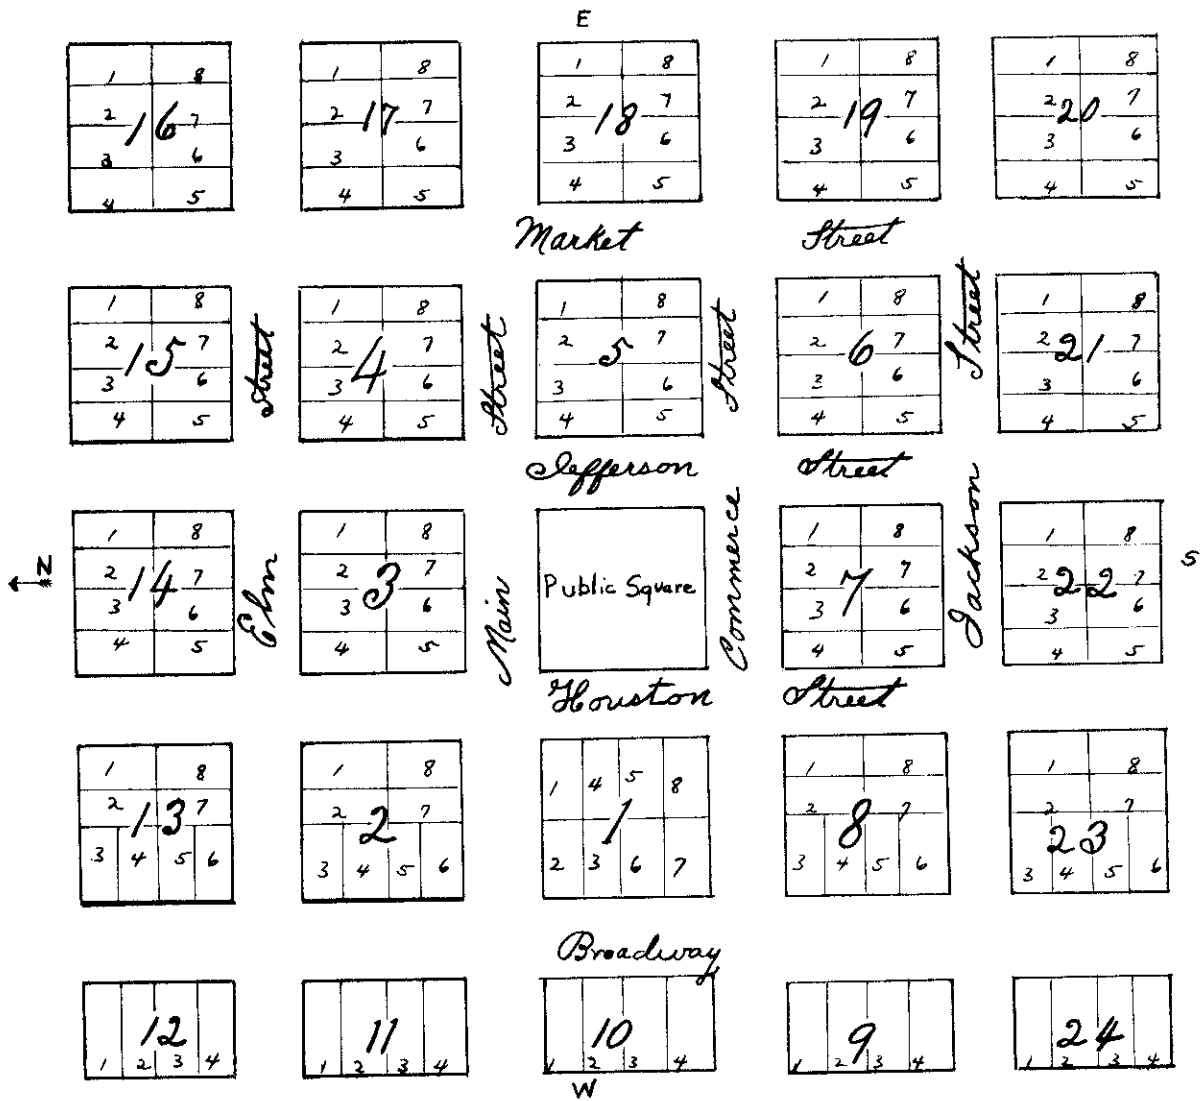 E
1 8 1 8 1 8 1 8 1 8
2 16 7 2 17 7 2 18 7 2 19 7 2 20 7
3 6 3 6 3 6 3 6 3 6
4 5 4 5 4 5 4 5 4 5
Market Street
1 8 1 8 1 8 1 8 1 8
2 15 7 2 4 7 2 5 7 2 6 7 2 21 7
3 6 3 6 3 6 3 6 3 6
4 5 4 5 4 5 4 5 4 5
Jefferson Street
1 8 1 8 1 8 1 8
2 14 7 2 3 7 Public Square 2 7 7 2 22 7
3 6 3 6 3 6 3 6
4 5 4 5 4 5 4 5
N
S
Elm Street
Main Street
Commerce Street
Jackson Street
Houston Street
1 8 1 8 1 4 5 8 1 8 1 8
2 13 7 2 2 7 1 2 8 7 2 23 7
3 4 5 6 3 4 5 6 2 3 6 7 3 4 5 6 3 4 5 6
Broadway
12 11 10 9 24
1 2 3 4 1 2 3 4 1 2 3 4 1 2 3 4 1 2 3 4
W